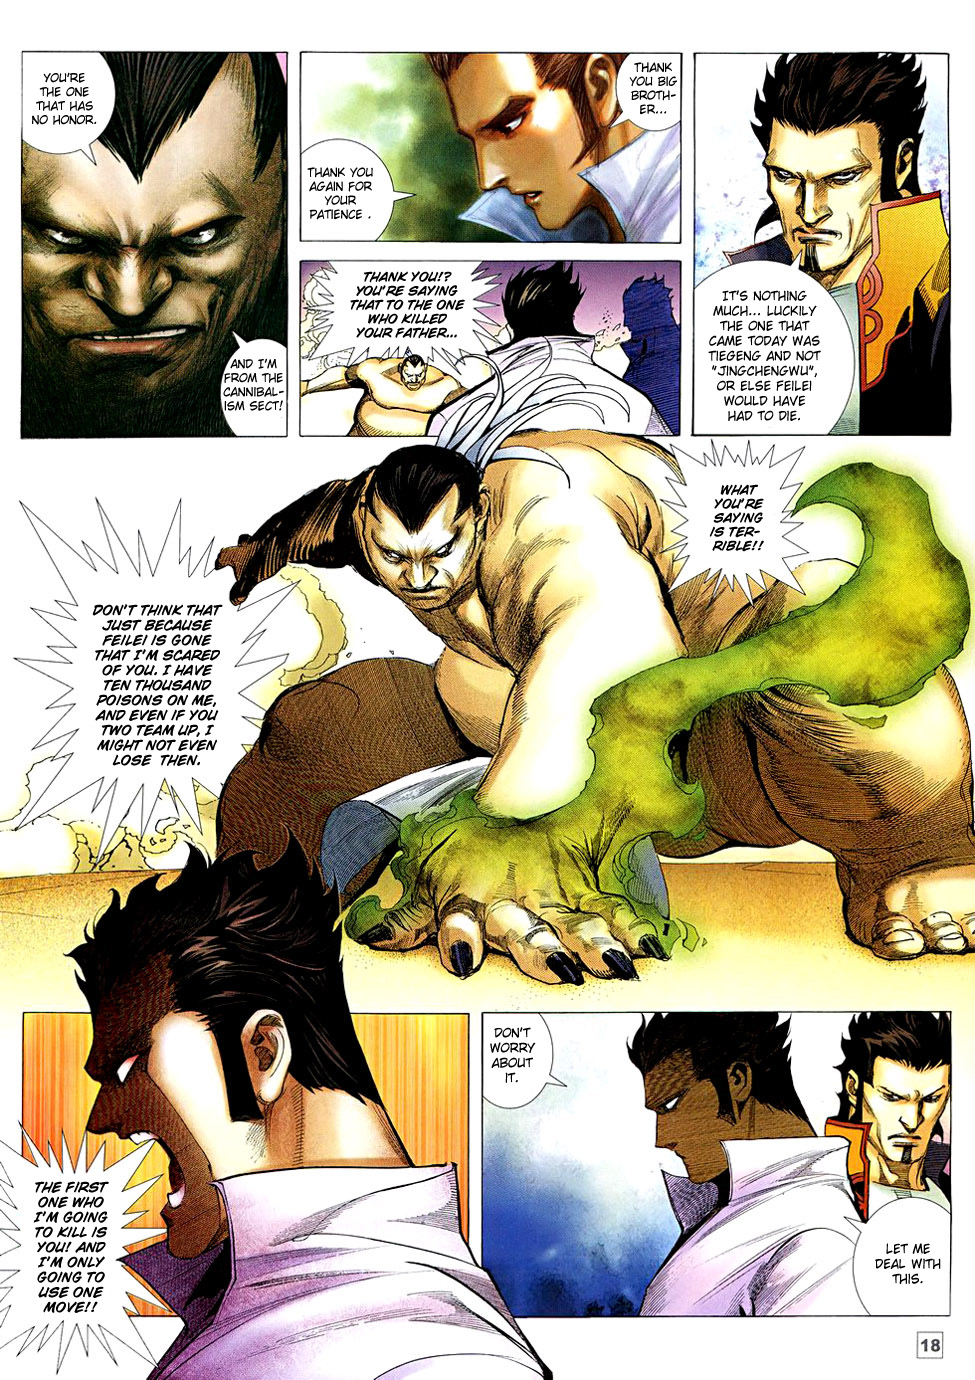 YOU'RE
THE ONE
THAT HAS
NO HONOR.
AND I'M
FROM THE
CANNIBAL-
ISM SECT!
THANK
YOU BIG
BROTH-
ER...
THANK YOU
AGAIN FOR
YOUR
PATIENCE .
THANK YOU!?
YOU'RE SAYING
THAT TO THE ONE
WHO KILLED
YOUR FATHER...
IT'S NOTHING
MUCH... LUCKILY
THE ONE THAT
CAME TODAY WAS
TIEGENG AND NOT
"JINGCHENGWU",
OR ELSE FEILEI
WOULD HAVE
HAD TO DIE.
WHAT
YOU'RE
SAYING
IS TER-
RIBLE!!
DON'T THINK THAT
JUST BECAUSE
FEILEI IS GONE
THAT I'M SCARED
OF YOU. I HAVE
TEN THOUSAND
POISONS ON ME,
AND EVEN IF YOU
TWO TEAM UP, I
MIGHT NOT EVEN
LOSE THEN.
THE FIRST
ONE WHO
I'M GOING
TO KILL IS
YOU! AND
I'M ONLY
GOING TO
USE ONE
MOVE!!
DON'T
WORRY
ABOUT
IT.
LET ME
DEAL WITH
THIS.
18